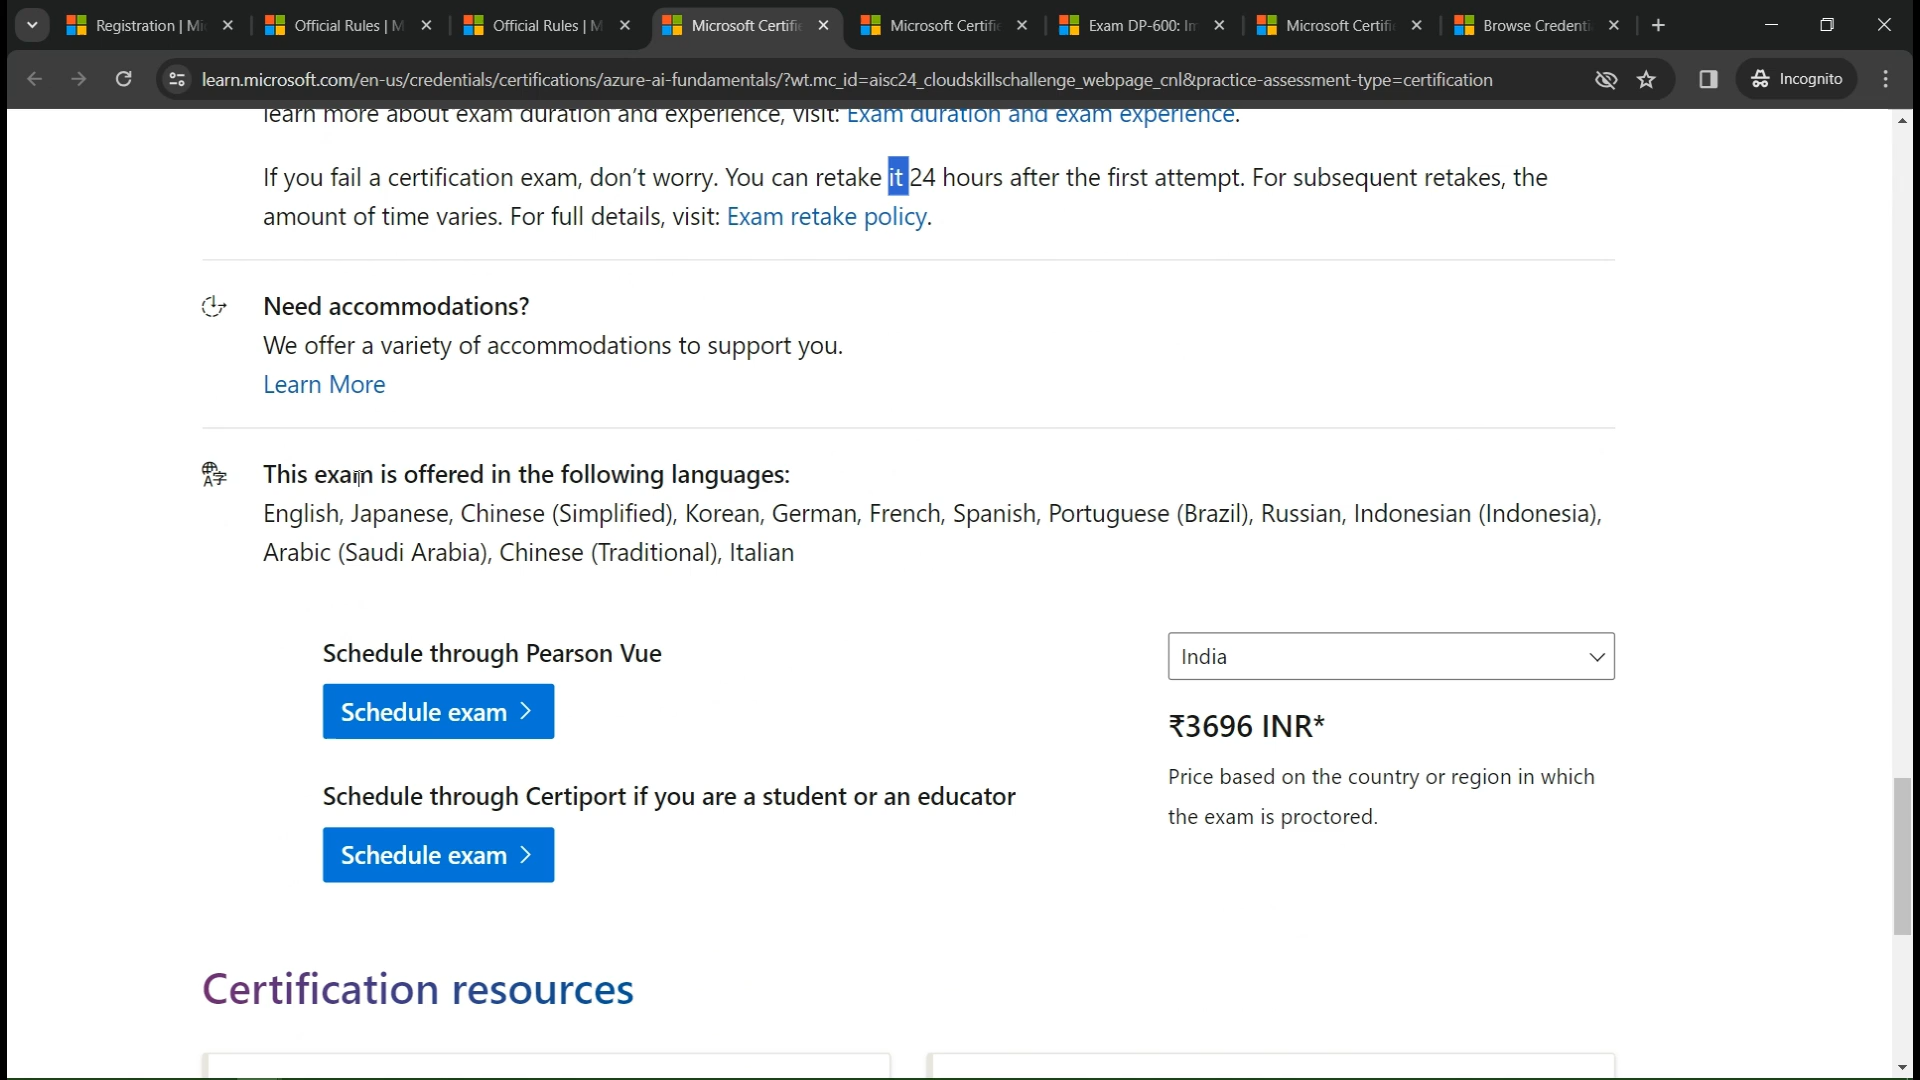 Registration | Mi
Official Rules | M
Official Rules | M
Microsoft Certific
Microsoft Certific
Exam DP-600: Im
Microsoft Certific
Browse Credenti
learn.microsoft.com/en-us/credentials/certifications/azure-ai-fundamentals/?wt.mc_id=aisc24_cloudskillschallenge_webpage_cnl&practice-assessment-type=certification
Incognito
learn more about exam duration and experience, visit: Exam duration and exam experience.
If you fail a certification exam, don’t worry. You can retake it 24 hours after the first attempt. For subsequent retakes, the
amount of time varies. For full details, visit: Exam retake policy.
Need accommodations?
We offer a variety of accommodations to support you.
Learn More
This exam is offered in the following languages:
English, Japanese, Chinese (Simplified), Korean, German, French, Spanish, Portuguese (Brazil), Russian, Indonesian (Indonesia),
Arabic (Saudi Arabia), Chinese (Traditional), Italian
Schedule through Pearson Vue
Schedule exam
Schedule through Certiport if you are a student or an educator
Schedule exam
India
₹3696 INR*
Price based on the country or region in which
the exam is proctored.
Certification resources